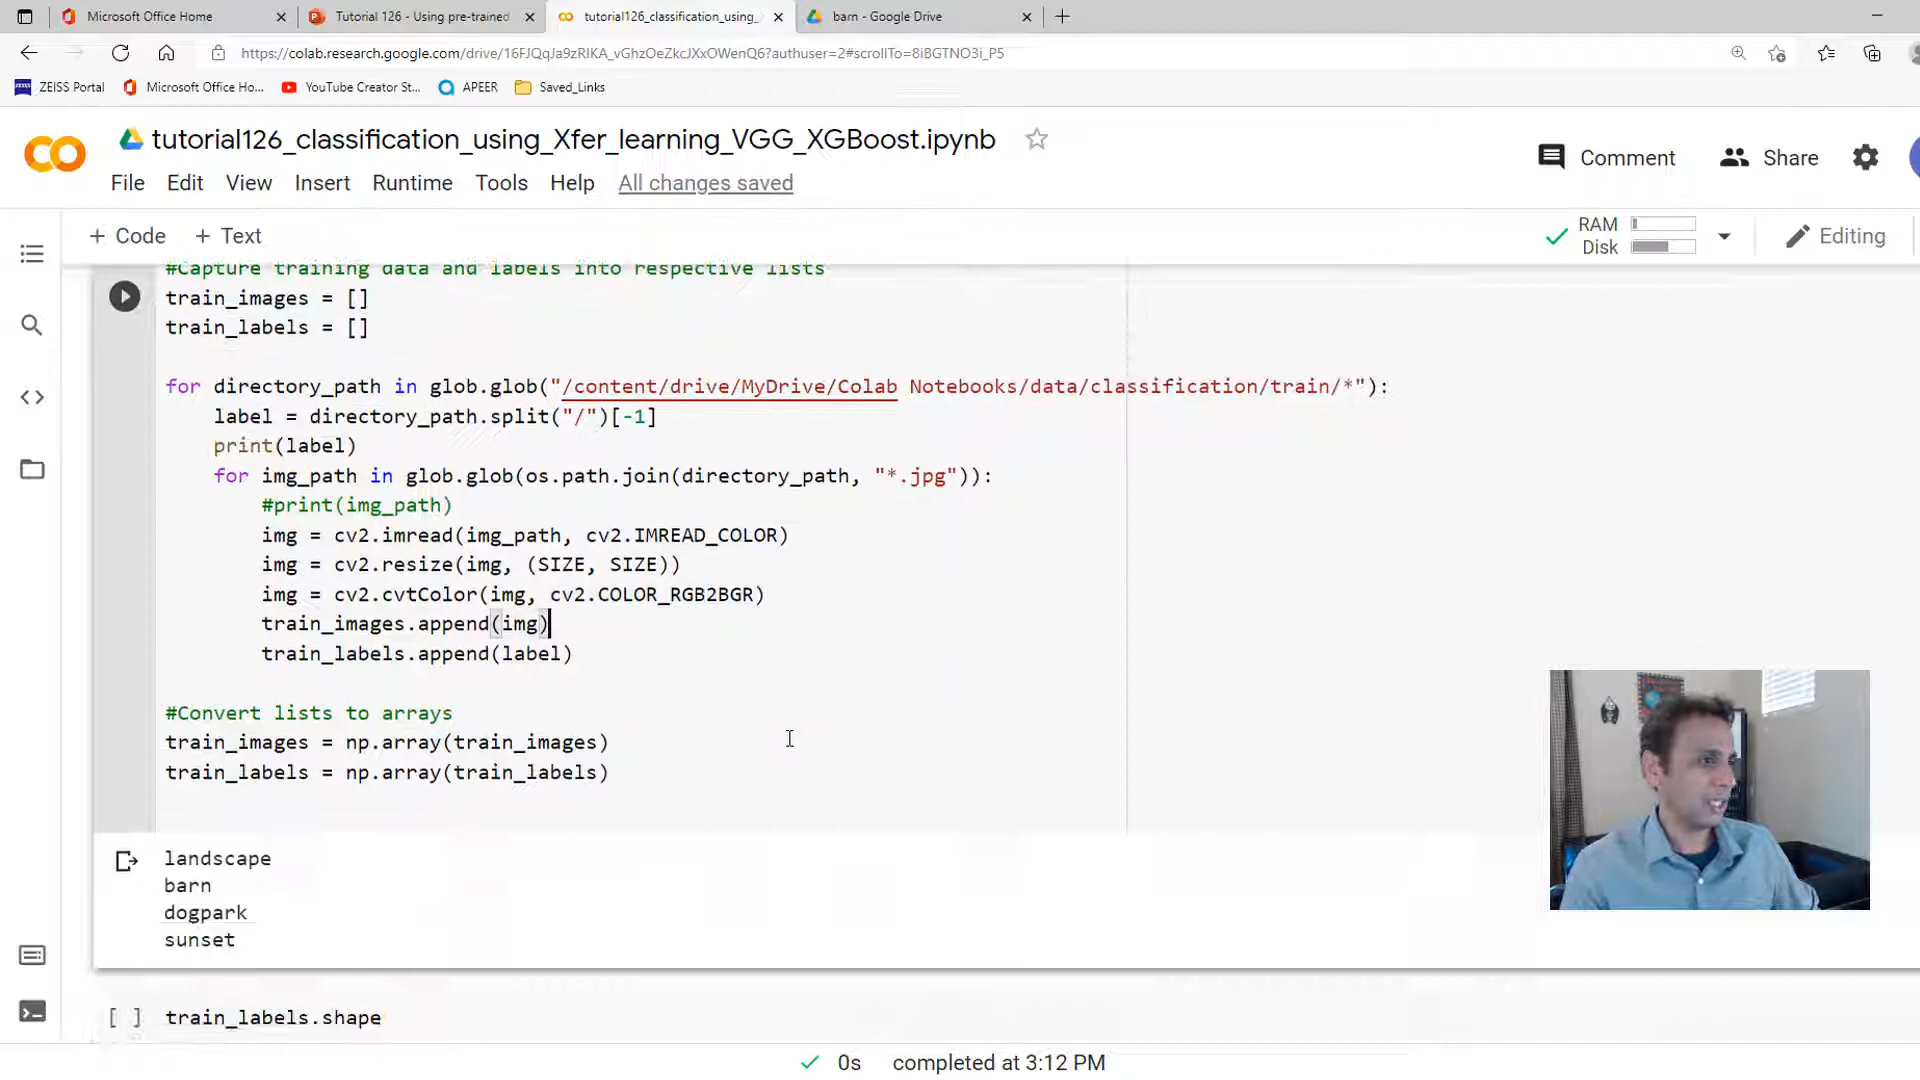 Microsoft Office Home
Tutorial 126 - Using pre-trained
tutorial126_classification_using_
barn - Google Drive
https://colab.research.google.com/drive/16FJQqJa9zRIKA_vGhzOeZkcJXxOWenQ6?authuser=2#scrollTo=8iBGTNO3i_P5
ZEISS Portal
Microsoft Office Ho...
YouTube Creator St...
APEER
Saved_Links
tutorial126_classification_using_Xfer_learning_VGG_XGBoost.ipynb
Comment
Share
File Edit View Insert Runtime Tools Help All changes saved
+ Code + Text
RAM
Disk
Editing
#Capture training data and labels into respective lists
train_images = []
train_labels = []
for directory_path in glob.glob("/content/drive/MyDrive/Colab Notebooks/data/classification/train/*"):
label = directory_path.split("/")[-1]
print(label)
for img_path in glob.glob(os.path.join(directory_path, "*.jpg")):
#print(img_path)
img = cv2.imread(img_path, cv2.IMREAD_COLOR)
img = cv2.resize(img, (SIZE, SIZE))
img = cv2.cvtColor(img, cv2.COLOR_RGB2BGR)
train_images.append(img)
train_labels.append(label)
#Convert lists to arrays
train_images = np.array(train_images)
train_labels = np.array(train_labels)
landscape
barn
dogpark
sunset
[ ] train_labels.shape
0s completed at 3:12 PM